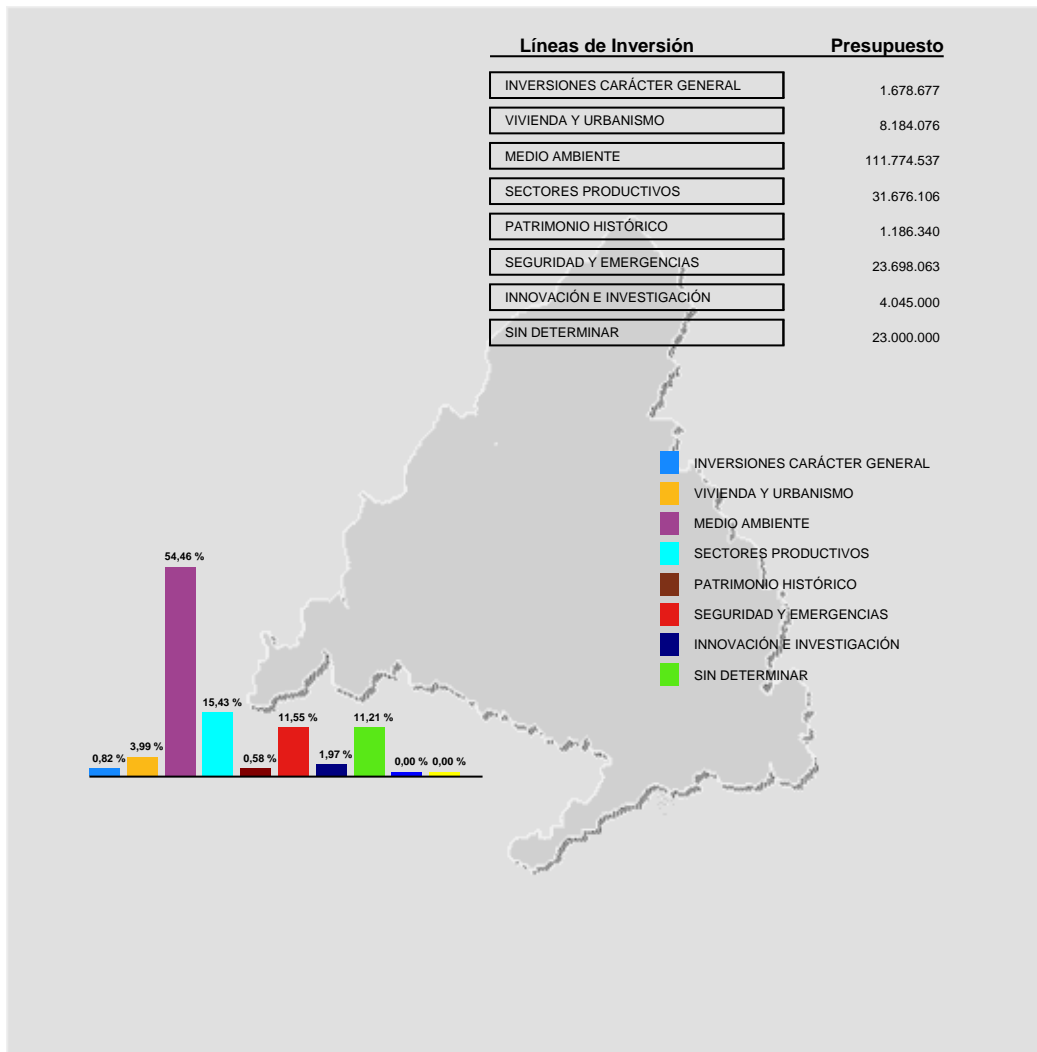 Líneas de Inversión Presupuesto
INVERSIONES CARÁCTER GENERAL 1.678.677
VIVIENDA Y URBANISMO 8.184.076
MEDIO AMBIENTE 111.774.537
SECTORES PRODUCTIVOS 31.676.106
PATRIMONIO HISTÓRICO 1.186.340
SEGURIDAD Y EMERGENCIAS 23.698.063
INNOVACIÓN E INVESTIGACIÓN 4.045.000
SIN DETERMINAR 23.000.000
INVERSIONES CARÁCTER GENERAL
VIVIENDA Y URBANISMO
MEDIO AMBIENTE
SECTORES PRODUCTIVOS
PATRIMONIO HISTÓRICO
SEGURIDAD Y EMERGENCIAS
INNOVACIÓN E INVESTIGACIÓN
SIN DETERMINAR
0,82 % 3,99 % 54,46 % 15,43 % 0,58 % 11,55 % 1,97 % 11,21 % 0,00 % 0,00 %